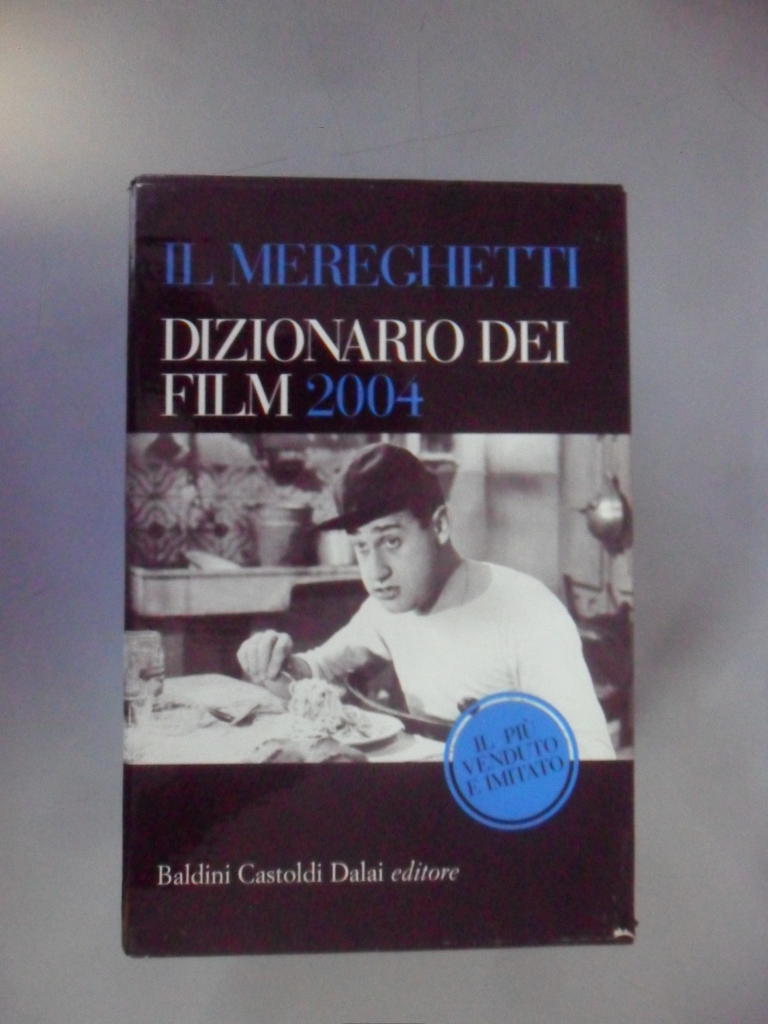 IL MEREGHETTI
DIZIONARIO DEI
FILM 2004
IL PIÙ
VENDUTO
E IMITATO
Baldini Castoldi Dalai editore